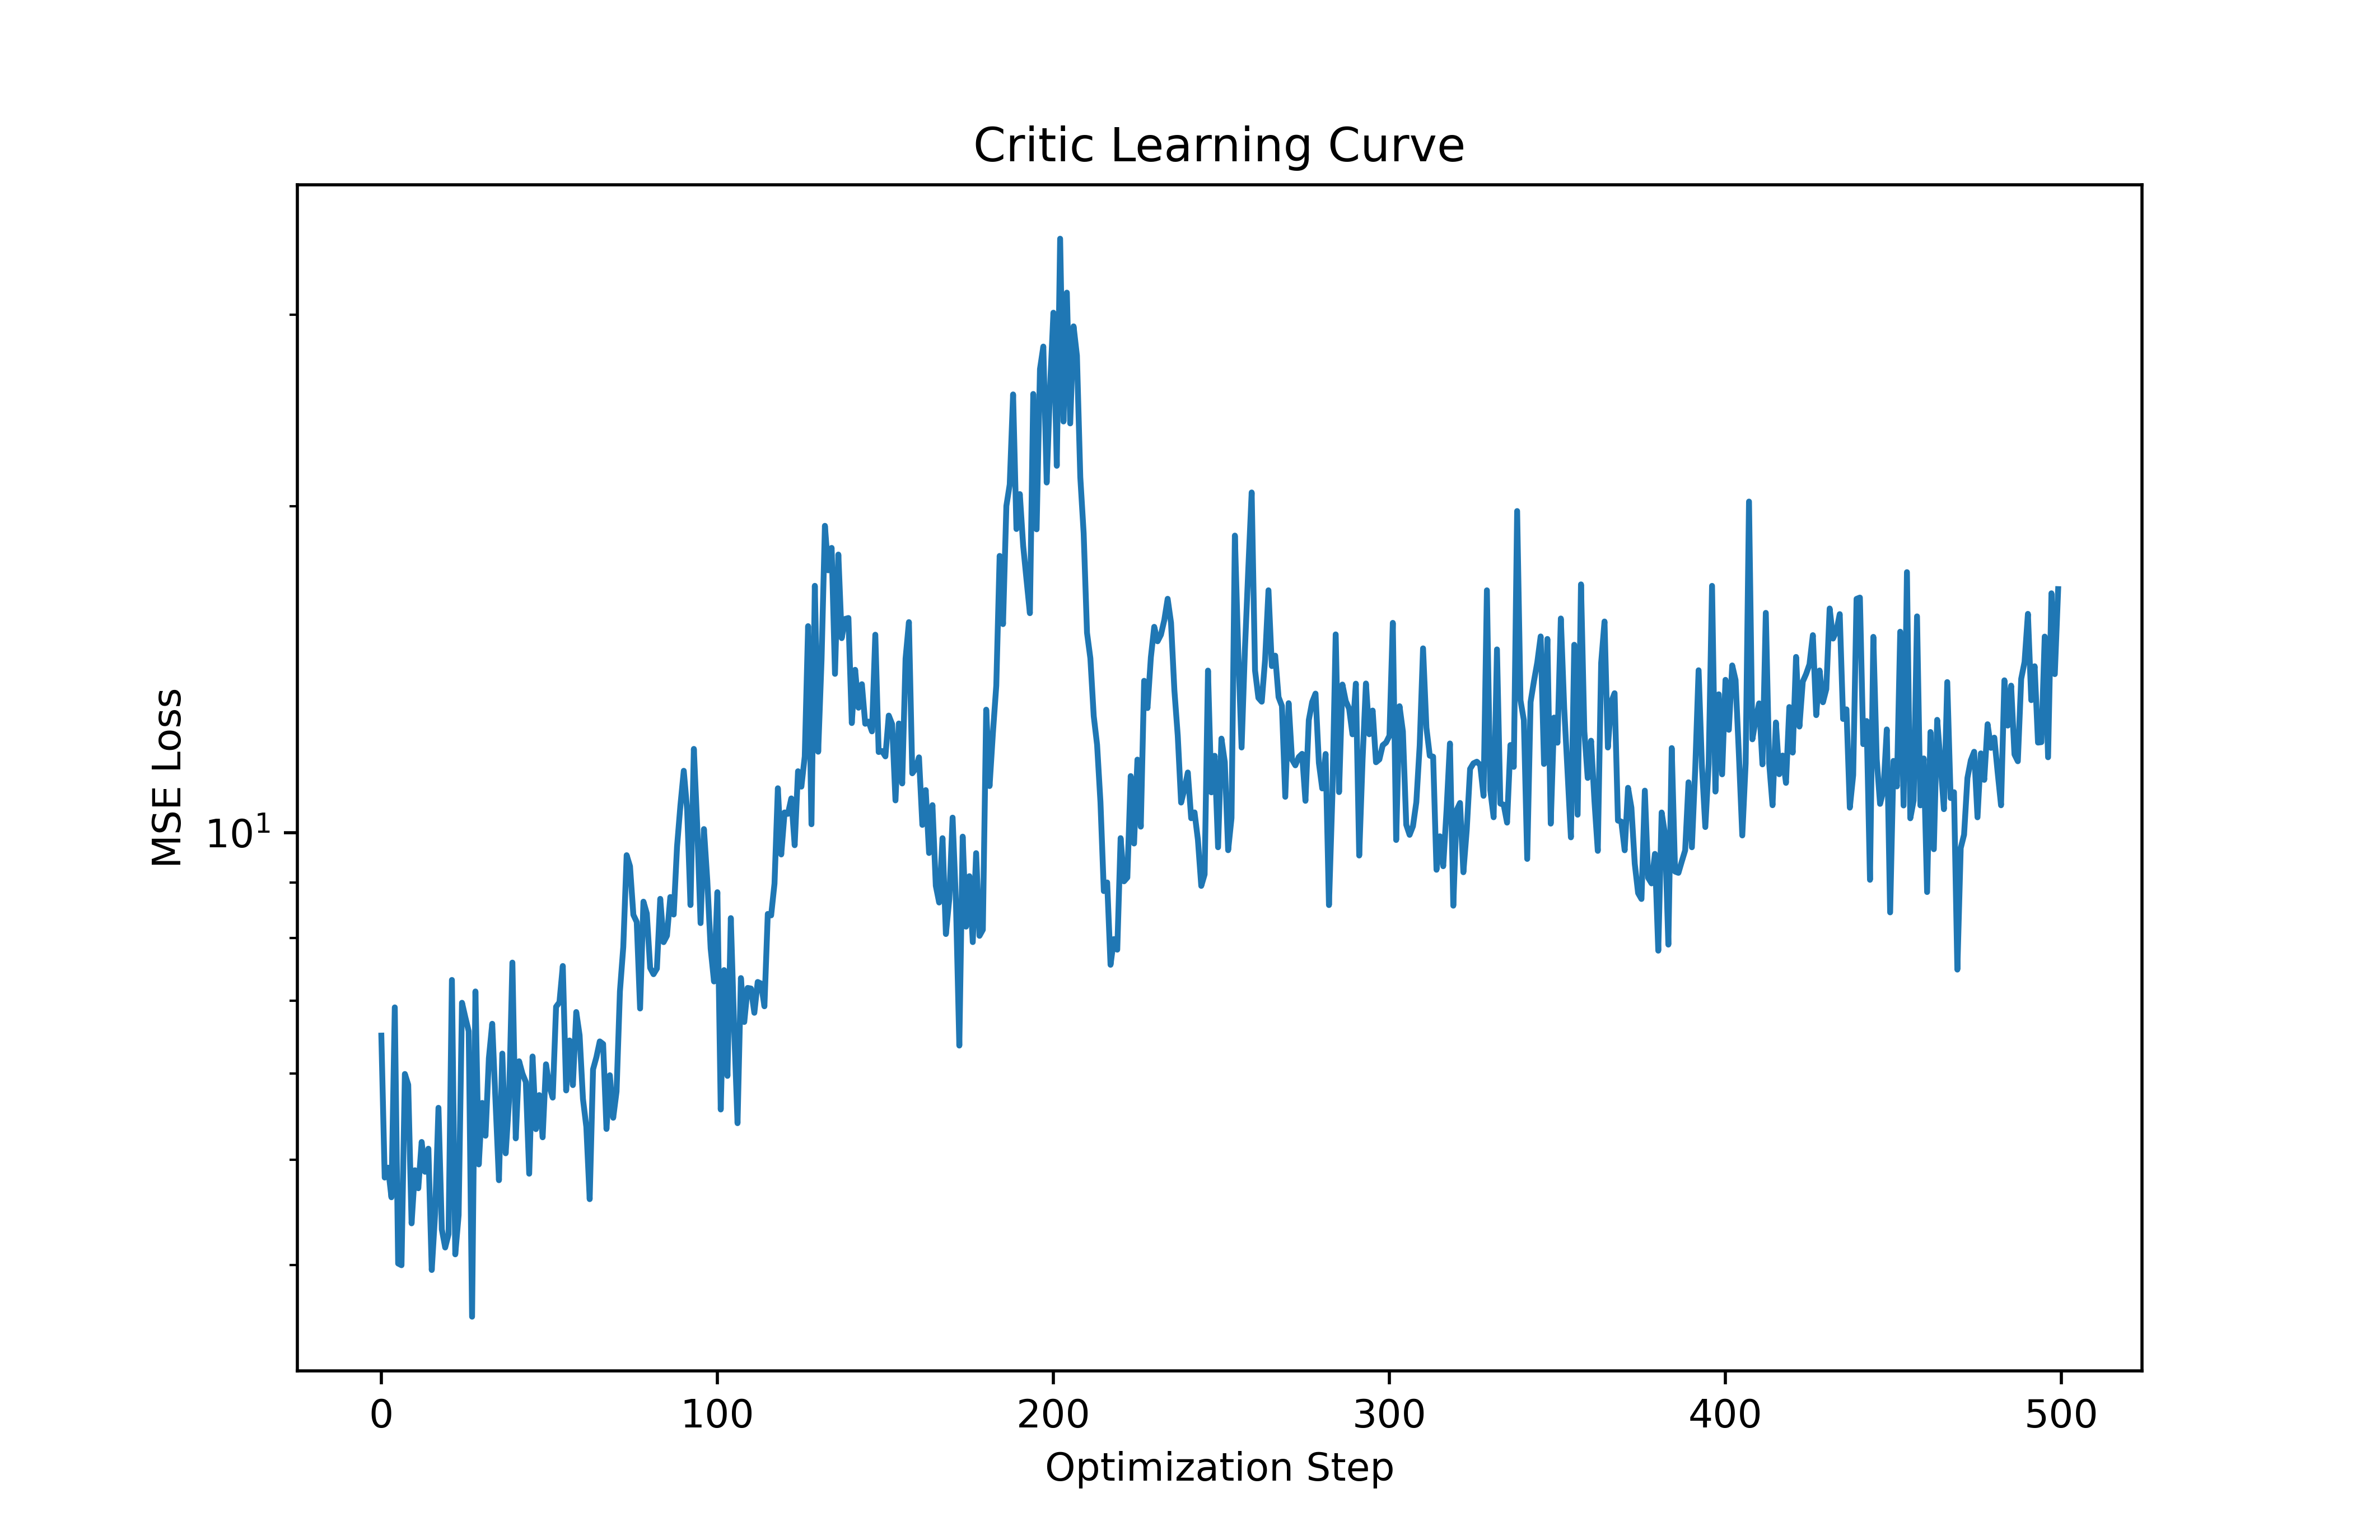 Critic Learning Curve
MSE Loss
10¹
0 100 200 300 400 500
Optimization Step